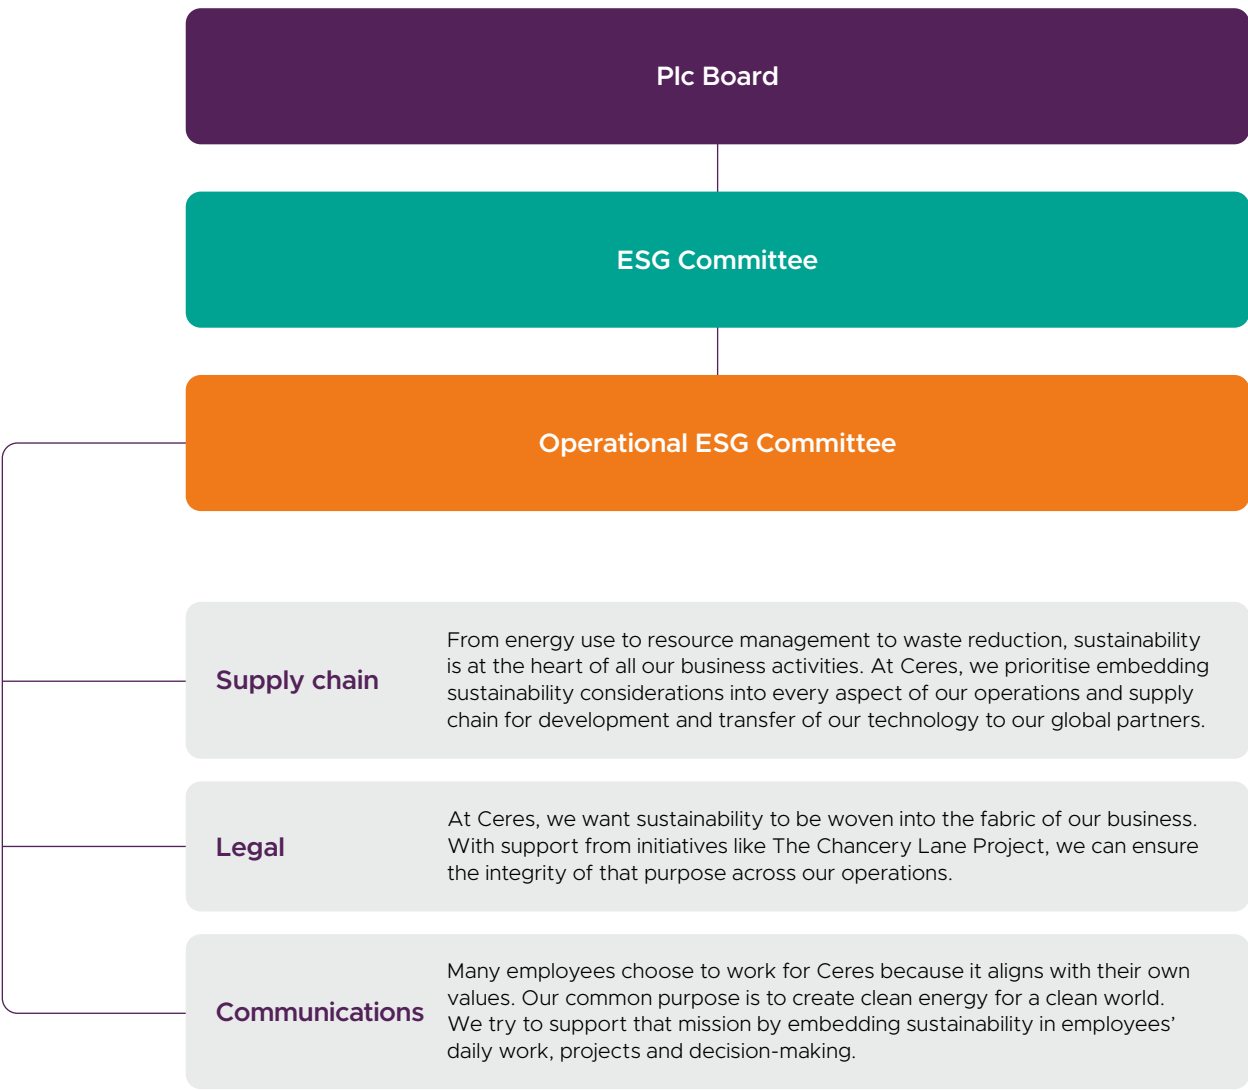 Plc Board
ESG Committee
Operational ESG Committee
Supply chain
From energy use to resource management to waste reduction, sustainability
is at the heart of all our business activities. At Ceres, we prioritise embedding
sustainability considerations into every aspect of our operations and supply
chain for development and transfer of our technology to our global partners.
Legal
At Ceres, we want sustainability to be woven into the fabric of our business.
With support from initiatives like The Chancery Lane Project, we can ensure
the integrity of that purpose across our operations.
Communications
Many employees choose to work for Ceres because it aligns with their own
values. Our common purpose is to create clean energy for a clean world.
We try to support that mission by embedding sustainability in employees’
daily work, projects and decision-making.